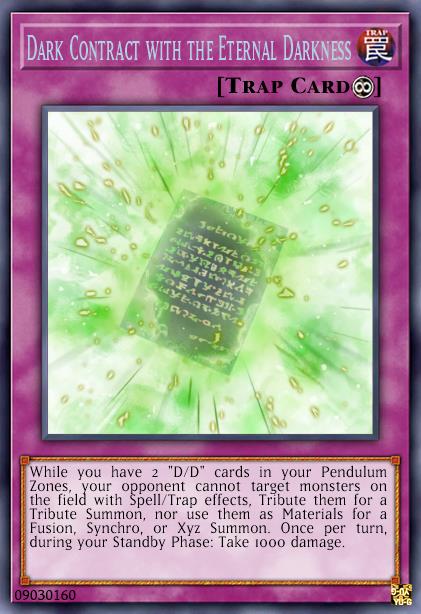 Dark Contract with the Eternal Darkness
TRAP
罠
[Trap Card]
While you have 2 "D/D" cards in your Pendulum
Zones, your opponent cannot target monsters on
the field with Spell/Trap effects, Tribute them for a
Tribute Summon, nor use them as Materials for a
Fusion, Synchro, or Xyz Summon. Once per turn,
during your Standby Phase: Take 1000 damage.
09030160